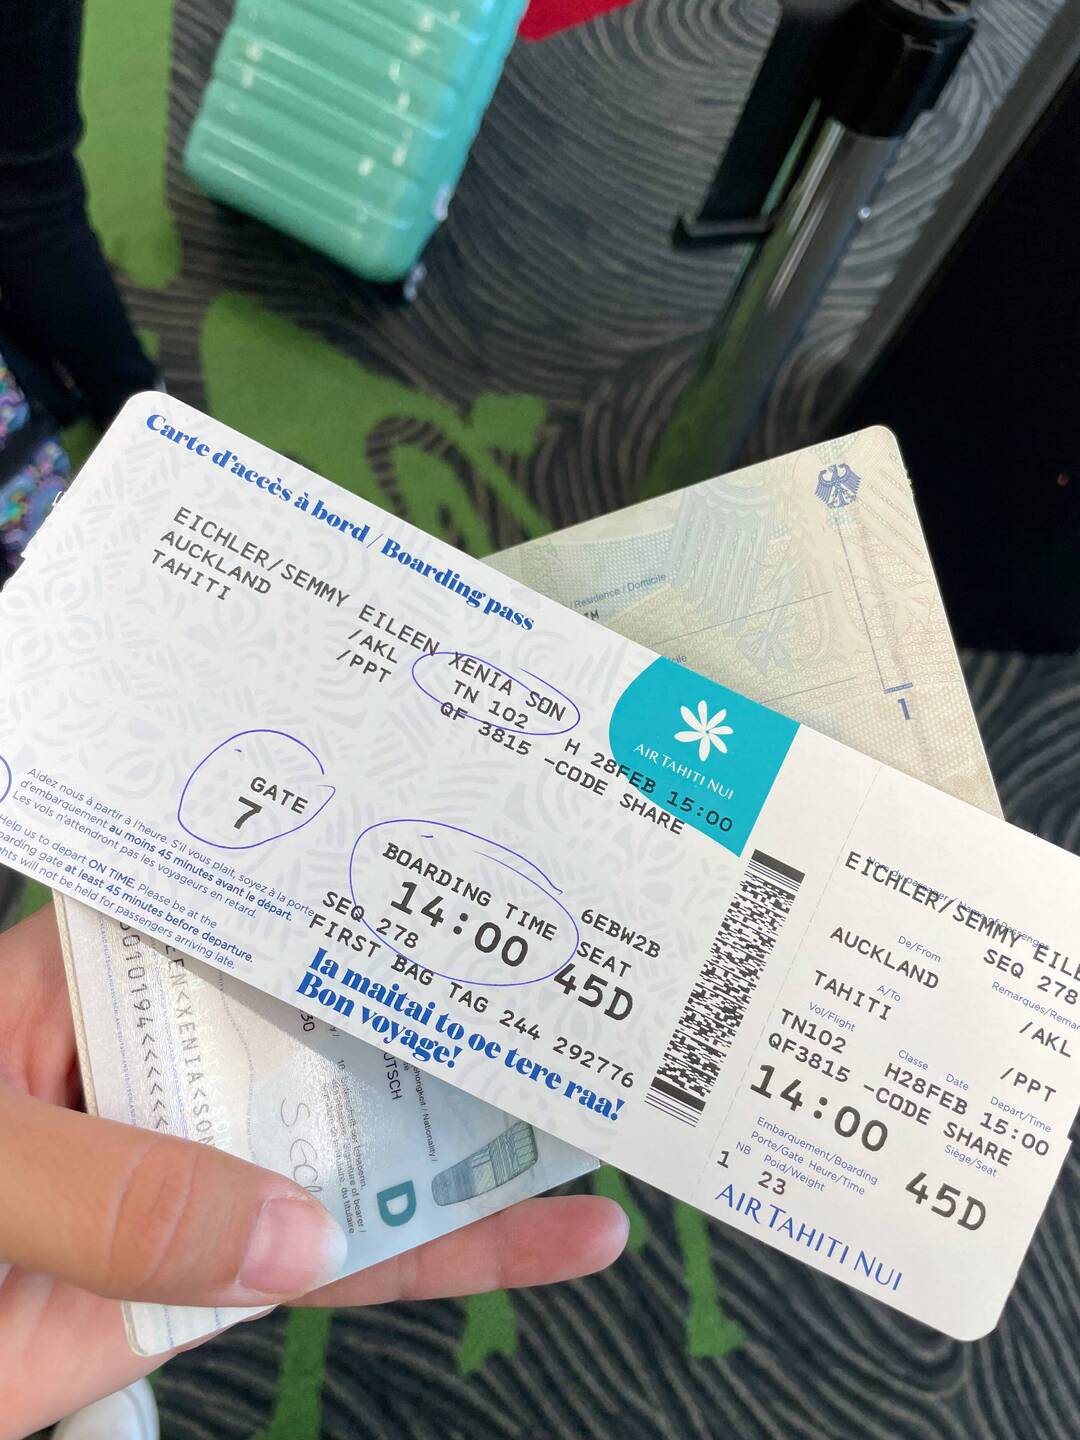 Carte d'accès à bord / Boarding pass
EICHLER/SEMMY EILEEN XENIA SON
AUCKLAND /AKL TN 102 H 28FEB 15:00
TAHITI /PPT QF 3815 -CODE SHARE
AIR TAHITI NUI
GATE
7
BOARDING TIME
14:00
6EBW2B
SEAT
45D
SEQ 278
FIRST BAG TAG 244 292776
Aidez nous à partir à l'heure. S'il vous plait, soyez à la porte
d'embarquement au moins 45 minutes avant le départ.
Les vols n'attendront pas les voyageurs en retard.
Help us to depart ON TIME. Please be at the
boarding gate at least 45 minutes before departure.
will not be held for passengers arriving late.
Ia maitai to oe tere raa!
Bon voyage!
EICHLER/SEMMY
SEQ 278
De/From
AUCKLAND /AKL
A/To
TAHITI /PPT
Vol/Flight Classe Date Depart/Time
TN102 H28FEB 15:00
QF3815 -CODE SHARE
14:00
45D
Embarquement/Boarding
Porte/Gate Heure/Time
Siège/Seat
NB Poid/Weight
1 23
AIR TAHITI NUI
Residence / Domicile
1
<XENIA<SON
Nationality
D